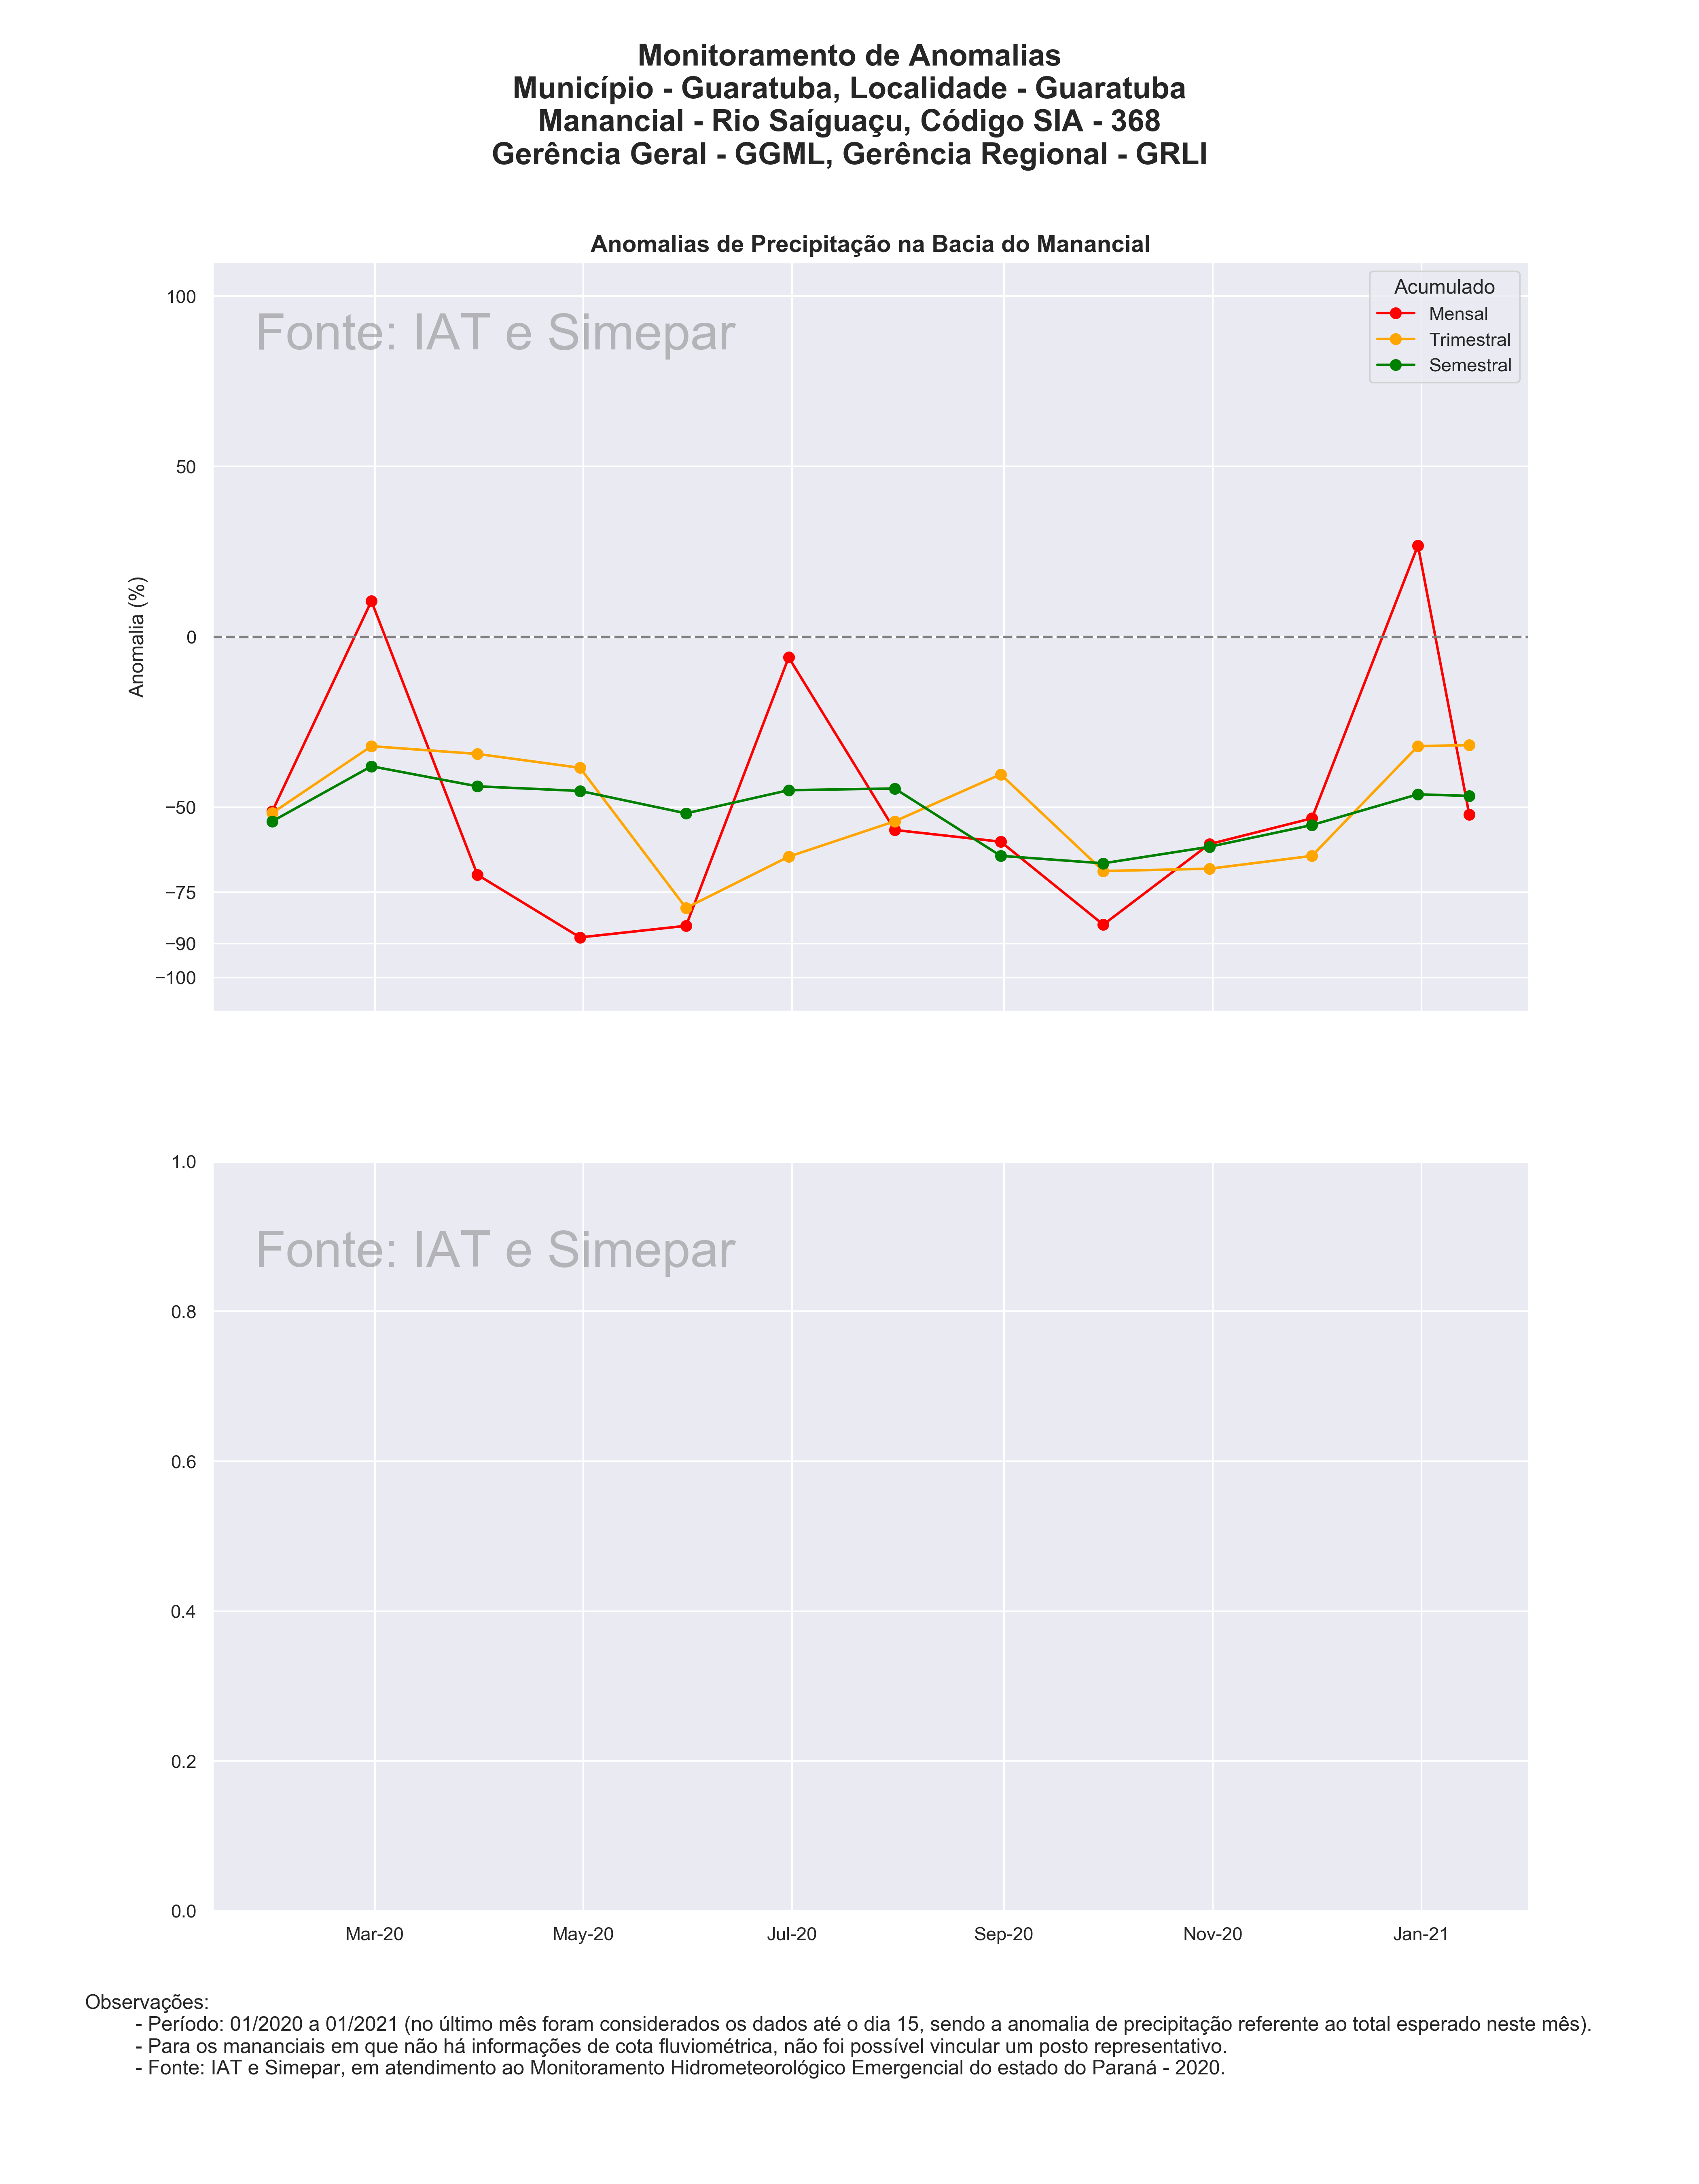 Monitoramento de Anomalias
Município - Guaratuba, Localidade - Guaratuba
Manancial - Rio Saíguaçu, Código SIA - 368
Gerência Geral - GGML, Gerência Regional - GRLI
Anomalias de Precipitação na Bacia do Manancial
Fonte: IAT e Simepar
Acumulado
Mensal
Trimestral
Semestral
Anomalia (%)
100
50
0
−50
−75
−90
−100
Fonte: IAT e Simepar
1.0
0.8
0.6
0.4
0.2
0.0
Mar-20 May-20 Jul-20 Sep-20 Nov-20 Jan-21
Observações:
- Período: 01/2020 a 01/2021 (no último mês foram considerados os dados até o dia 15, sendo a anomalia de precipitação referente ao total esperado neste mês).
- Para os mananciais em que não há informações de cota fluviométrica, não foi possível vincular um posto representativo.
- Fonte: IAT e Simepar, em atendimento ao Monitoramento Hidrometeorológico Emergencial do estado do Paraná - 2020.